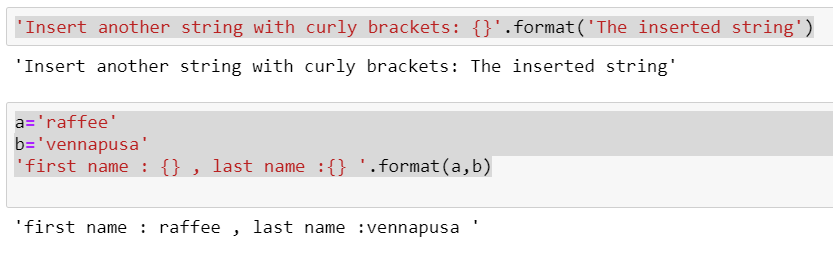 'Insert another string with curly brackets: {}'.format('The inserted string')
'Insert another string with curly brackets: The inserted string'
a='raffee'
b='vennapusa'
'first name : {} , last name :{} '.format(a,b)
'first name : raffee , last name :vennapusa '